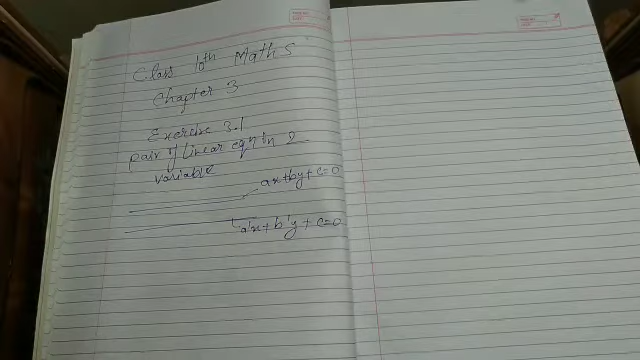 Class 10th Maths
Chapter 3
Exercise 3.1
pair of linear eqn in 2
variable
ax+by+c=0
a'x+b'y+c=0